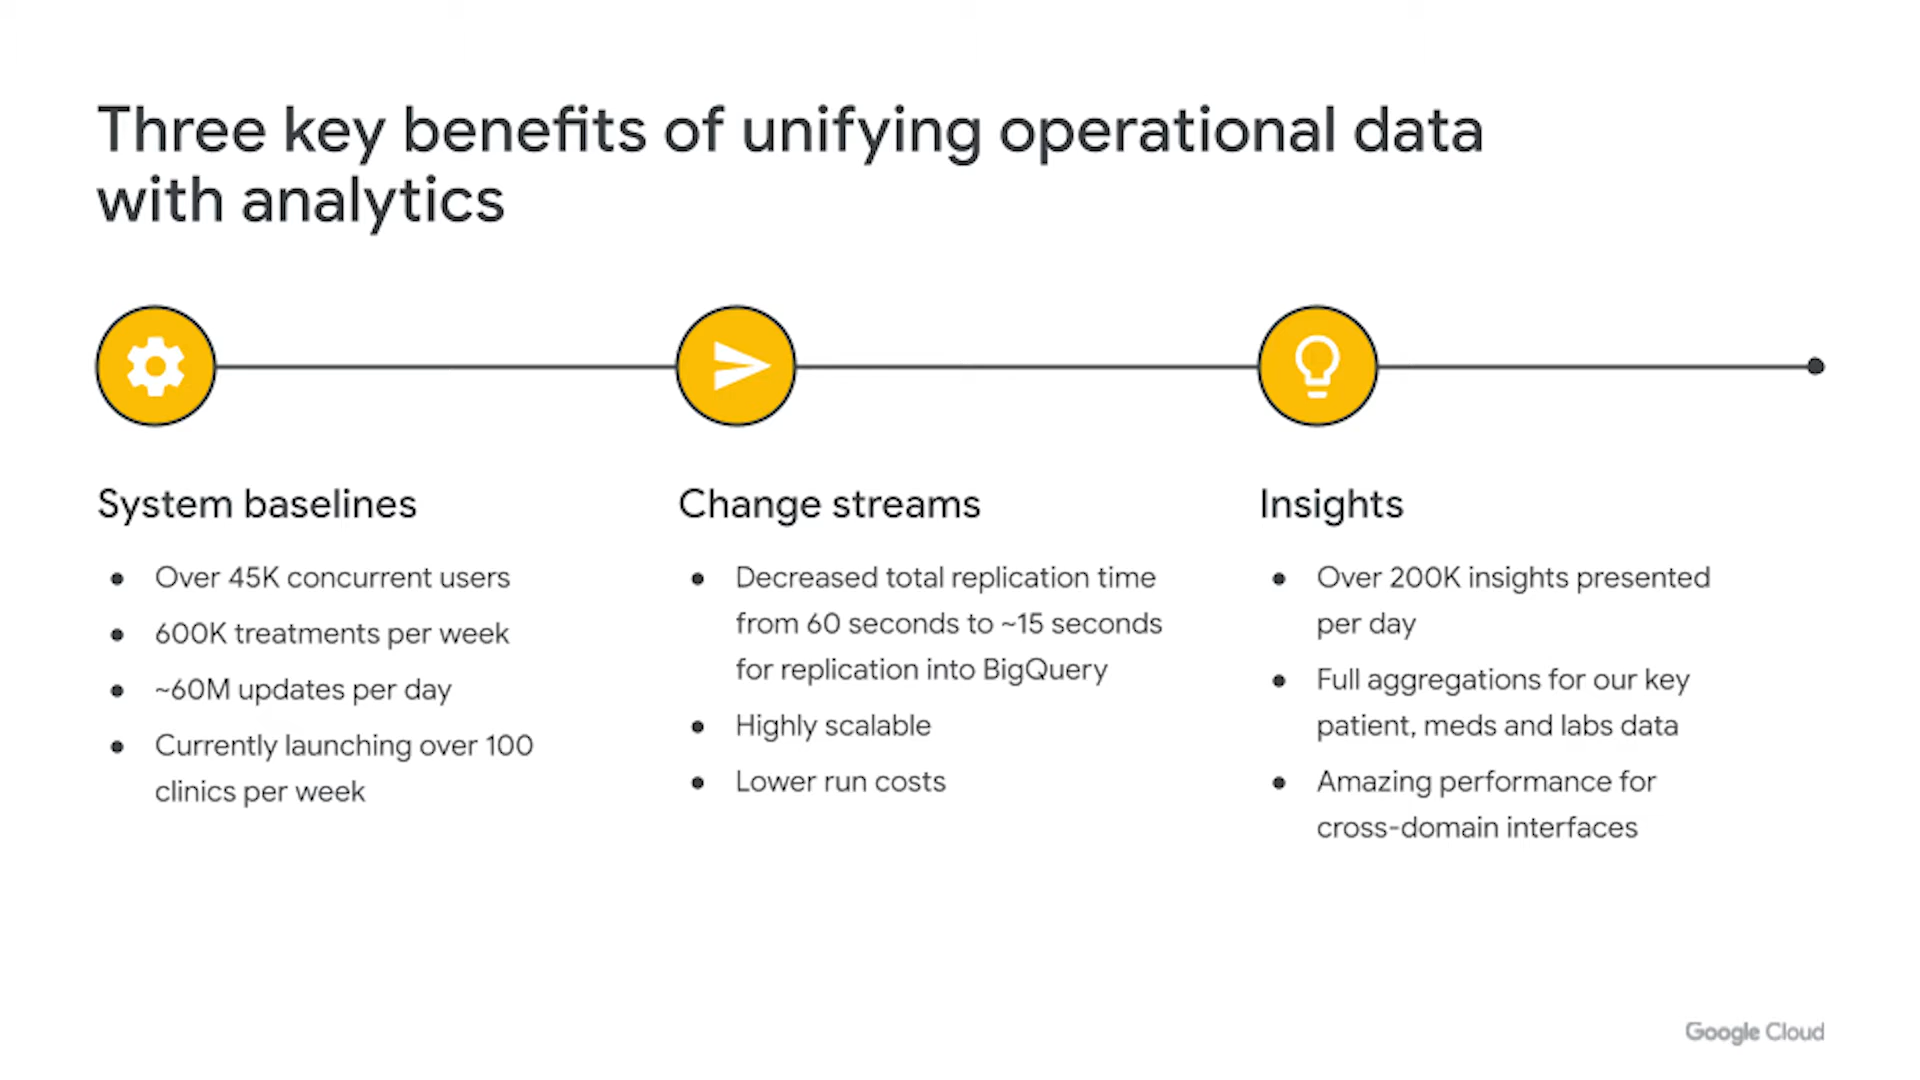 Three key benefits of unifying operational data
with analytics
System baselines
● Over 45K concurrent users
● 600K treatments per week
● ~60M updates per day
● Currently launching over 100
clinics per week
Change streams
● Decreased total replication time
from 60 seconds to ~15 seconds
for replication into BigQuery
● Highly scalable
● Lower run costs
Insights
● Over 200K insights presented
per day
● Full aggregations for our key
patient, meds and labs data
● Amazing performance for
cross-domain interfaces
Google Cloud